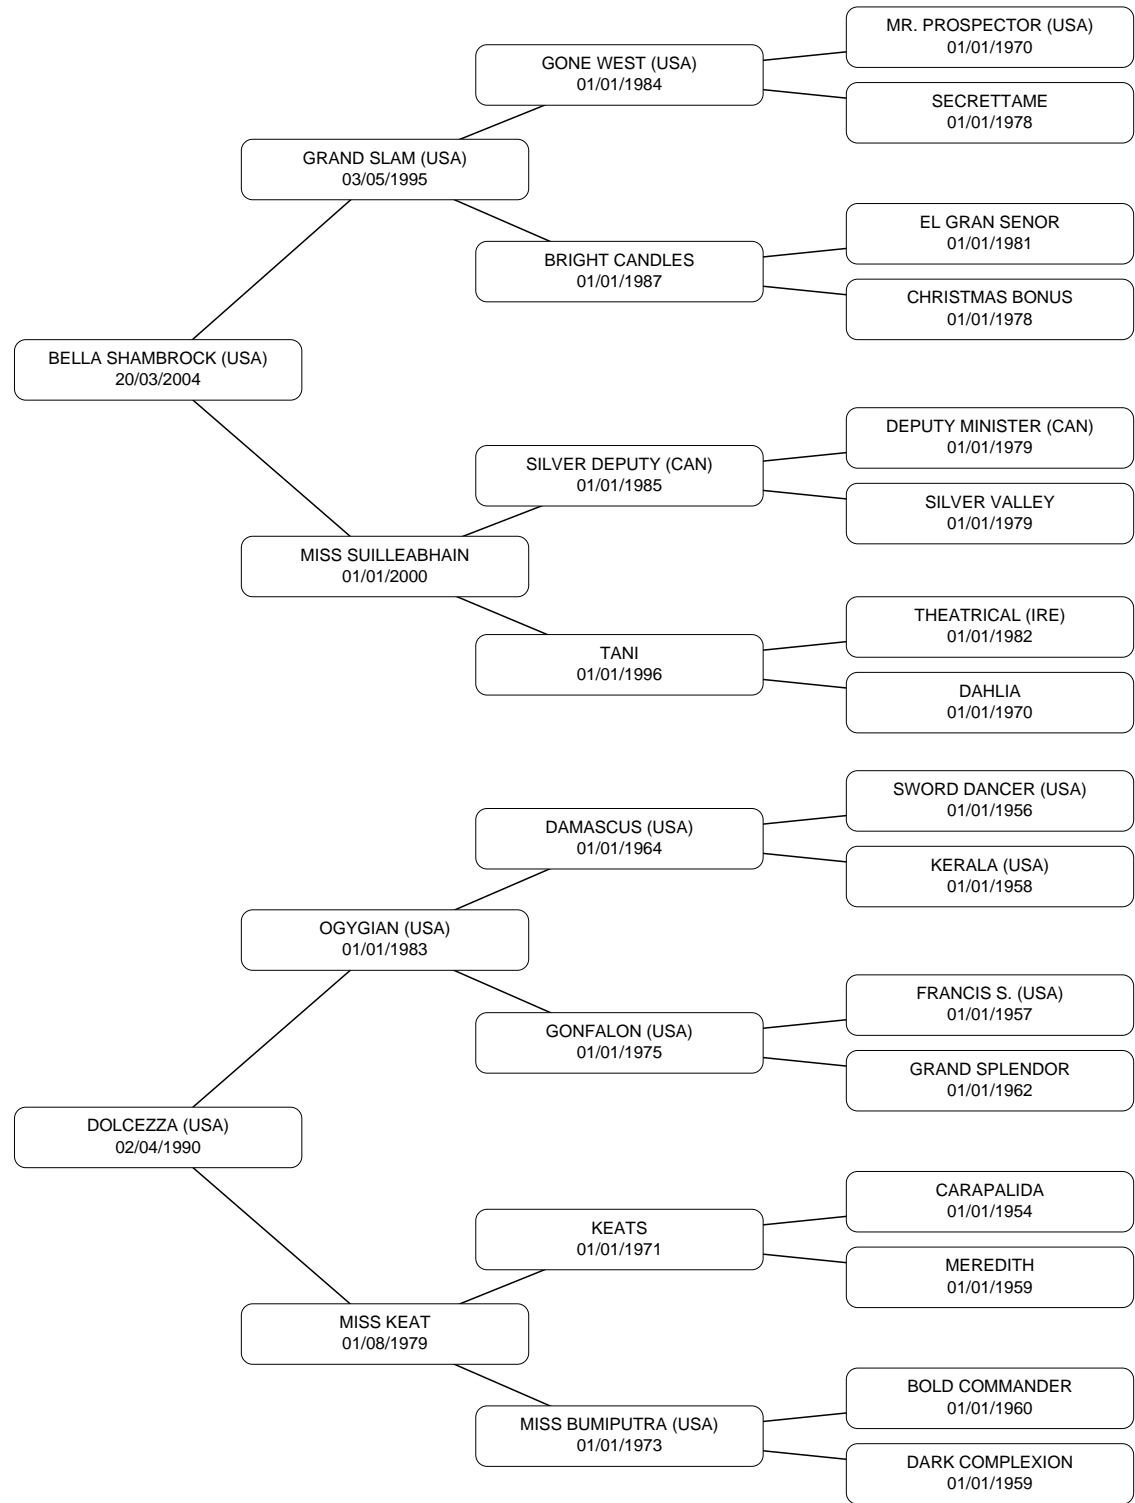 MR. PROSPECTOR (USA)
01/01/1970
GONE WEST (USA)
01/01/1984
SECRETTAME
01/01/1978
GRAND SLAM (USA)
03/05/1995
EL GRAN SENOR
01/01/1981
BRIGHT CANDLES
01/01/1987
CHRISTMAS BONUS
01/01/1978
BELLA SHAMBROCK (USA)
20/03/2004
DEPUTY MINISTER (CAN)
01/01/1979
SILVER DEPUTY (CAN)
01/01/1985
SILVER VALLEY
01/01/1979
MISS SUILLEABHAIN
01/01/2000
THEATRICAL (IRE)
01/01/1982
TANI
01/01/1996
DAHLIA
01/01/1970
SWORD DANCER (USA)
01/01/1956
DAMASCUS (USA)
01/01/1964
KERALA (USA)
01/01/1958
OGYGIAN (USA)
01/01/1983
FRANCIS S. (USA)
01/01/1957
GONFALON (USA)
01/01/1975
GRAND SPLENDOR
01/01/1962
DOLCEZZA (USA)
02/04/1990
CARAPALIDA
01/01/1954
KEATS
01/01/1971
MEREDITH
01/01/1959
MISS KEAT
01/08/1979
BOLD COMMANDER
01/01/1960
MISS BUMIPUTRA (USA)
01/01/1973
DARK COMPLEXION
01/01/1959